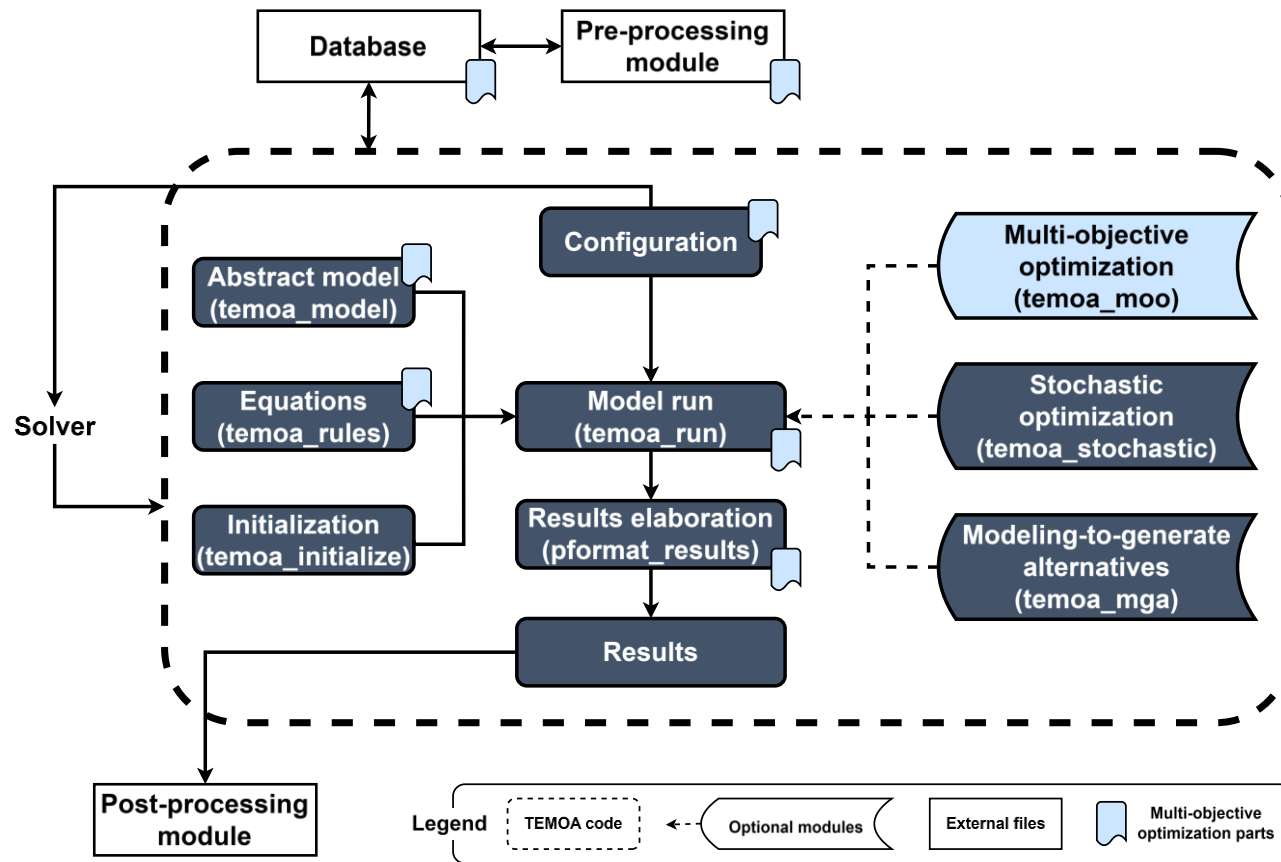 Database
Pre-processing
module
Configuration
Abstract model
(temoa_model)
Multi-objective
optimization
(temoa_moo)
Solver
Equations
(temoa_rules)
Model run
(temoa_run)
Stochastic
optimization
(temoa_stochastic)
Initialization
(temoa_initialize)
Results elaboration
(pformat_results)
Modeling-to-generate
alternatives
(temoa_mga)
Results
Post-processing
module
Legend
TEMOA code
Optional modules
External files
Multi-objective
optimization parts